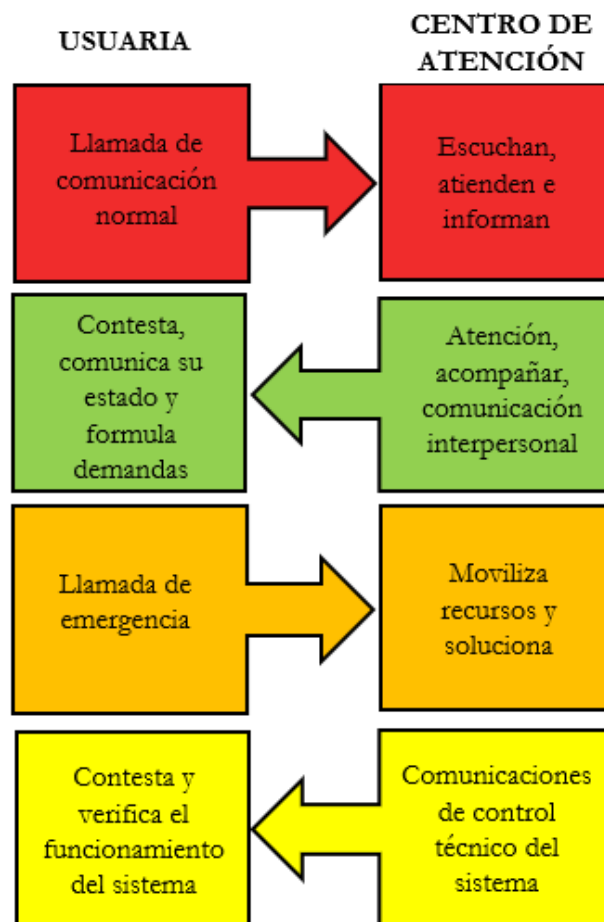 USUARIA
CENTRO DE
ATENCIÓN
Llamada de
comunicación
normal
Escuchan,
atienden e
informan
Contesta,
comunica su
estado y
formula
demandas
Atención,
acompañar,
comunicación
interpersonal
Llamada de
emergencia
Moviliza
recursos y
soluciona
Contesta y
verifica el
funcionamiento
del sistema
Comunicaciones
de control
técnico del
sistema